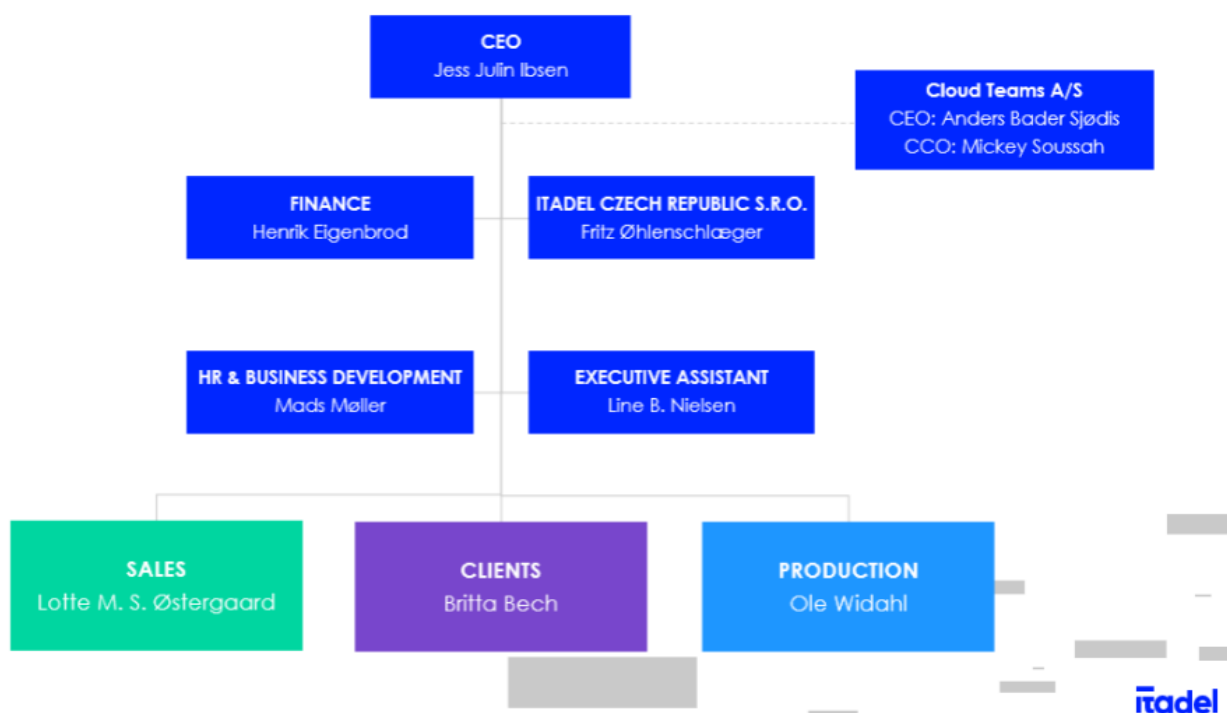 CEO
Jess Julin Ibsen
Cloud Teams A/S
CEO: Anders Bader Sjødis
CCO: Mickey Soussah
FINANCE
Henrik Eigenbrod
ITADEL CZECH REPUBLIC S.R.O.
Fritz Øhlenschlæger
HR & BUSINESS DEVELOPMENT
Mads Møller
EXECUTIVE ASSISTANT
Line B. Nielsen
SALES
Lotte M. S. Østergaard
CLIENTS
Britta Bech
PRODUCTION
Ole Widahl
itadel